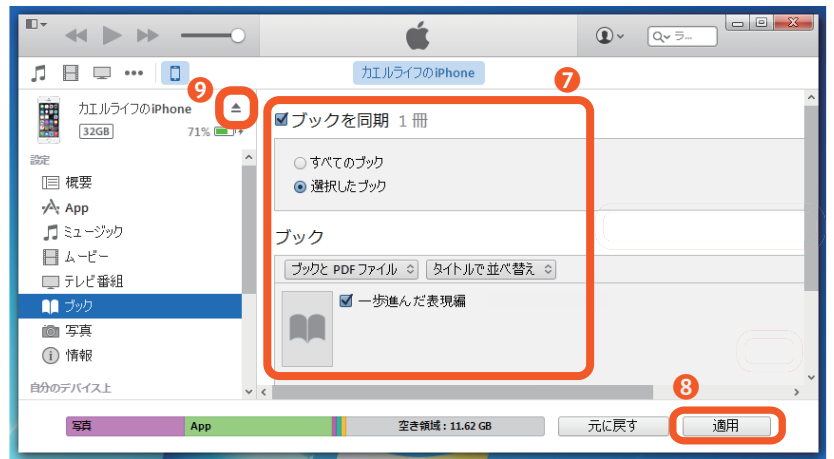 ラ...
カエルライフのiPhone
⑦
⑨
カエルライフのiPhone
32GB
71%
設定
概要
App
ミュージック
ムービー
テレビ番組
ブック
写真
情報
自分のデバイス上
ブックを同期 1 冊
すべてのブック
選択したブック
ブック
ブックと PDF ファイル
タイトルで並べ替え
一歩進んだ表現編
⑧
写真
App
空き領域 : 11.62 GB
元に戻す
適用